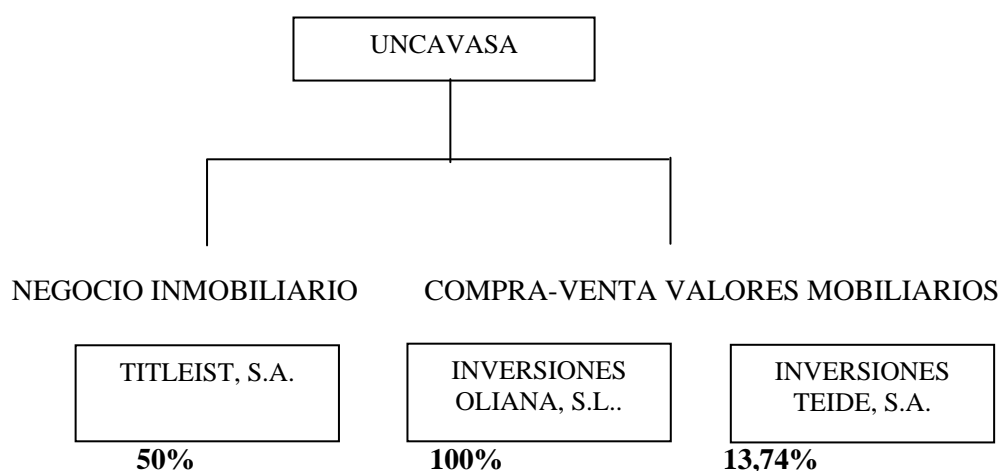 UNCAVASA
NEGOCIO INMOBILIARIO
COMPRA-VENTA VALORES MOBILIARIOS
TITLEIST, S.A.
INVERSIONES
OLIANA, S.L..
INVERSIONES
TEIDE, S.A.
50%
100%
13,74%